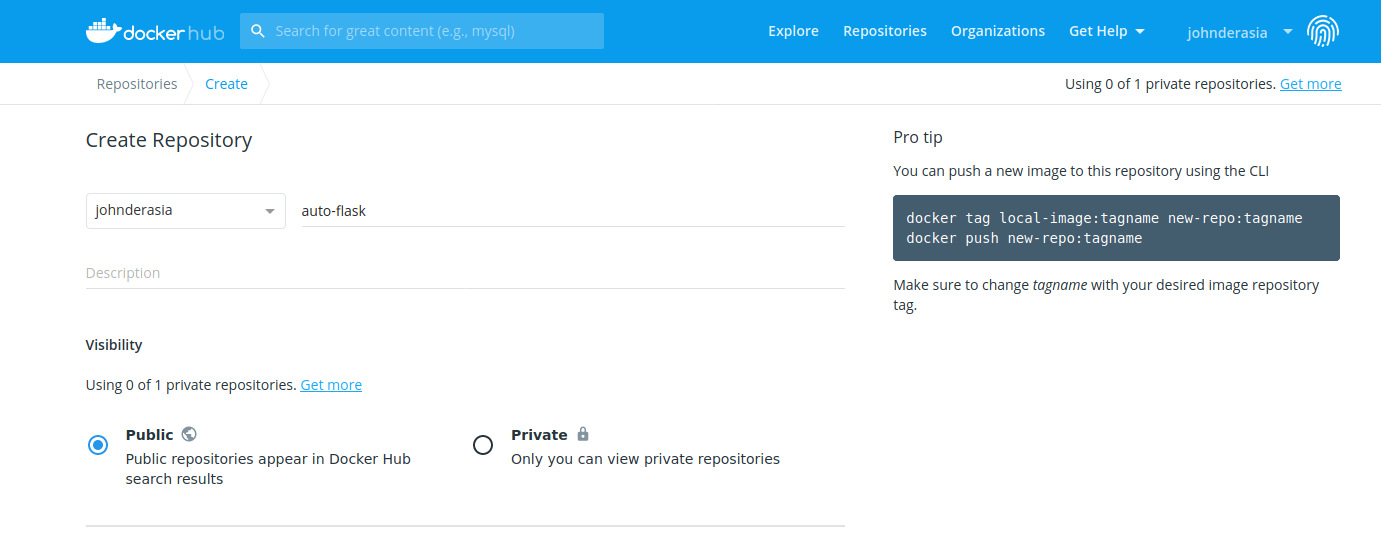 docker hub
Search for great content (e.g., mysql)
Explore
Repositories
Organizations
Get Help
johnderasia
Repositories
Create
Using 0 of 1 private repositories. Get more
Create Repository
johnderasia
auto-flask
Description
Visibility
Using 0 of 1 private repositories. Get more
Public
Public repositories appear in Docker Hub
search results
Private
Only you can view private repositories
Pro tip
You can push a new image to this repository using the CLI
docker tag local-image:tagname new-repo:tagname
docker push new-repo:tagname
Make sure to change tagname with your desired image repository
tag.